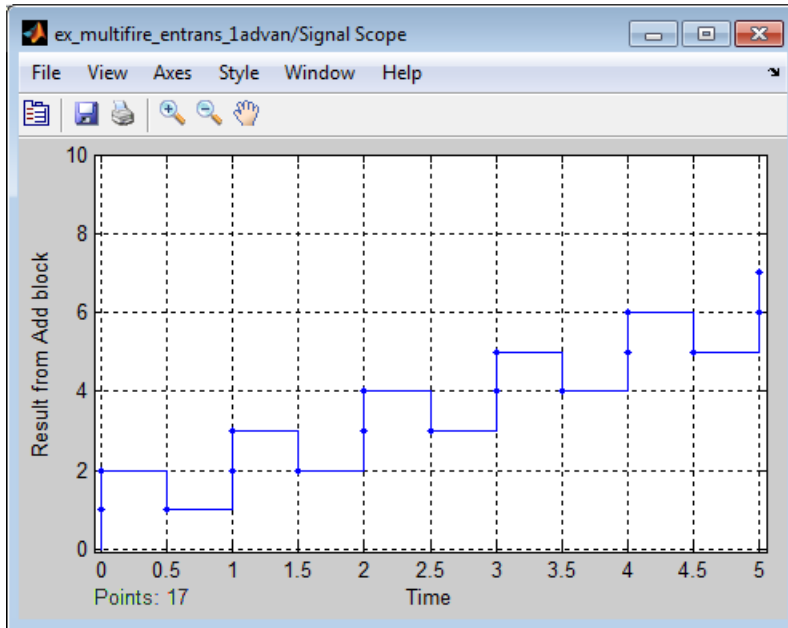 ex_multifire_entrans_1advan/Signal Scope
File View Axes Style Window Help
10
8
6
4
2
0
Result from Add block
0 0.5 1 1.5 2 2.5 3 3.5 4 4.5 5
Points: 17 Time